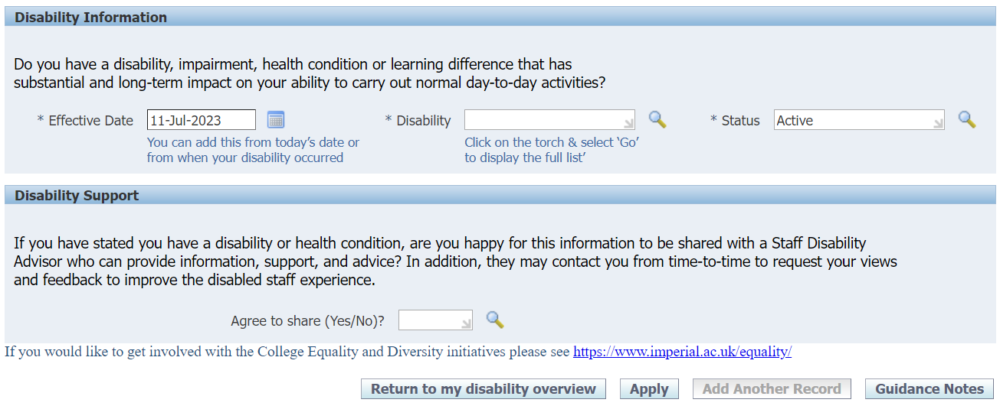 Disability Information
Do you have a disability, impairment, health condition or learning difference that has
substantial and long-term impact on your ability to carry out normal day-to-day activities?
* Effective Date 11-Jul-2023 * Disability * Status Active
You can add this from today’s date or Click on the torch & select ‘Go’
from when your disability occurred to display the full list’
Disability Support
If you have stated you have a disability or health condition, are you happy for this information to be shared with a Staff Disability
Advisor who can provide information, support, and advice? In addition, they may contact you from time-to-time to request your views
and feedback to improve the disabled staff experience.
Agree to share (Yes/No)?
If you would like to get involved with the College Equality and Diversity initiatives please see https://www.imperial.ac.uk/equality/
Return to my disability overview Apply Add Another Record Guidance Notes